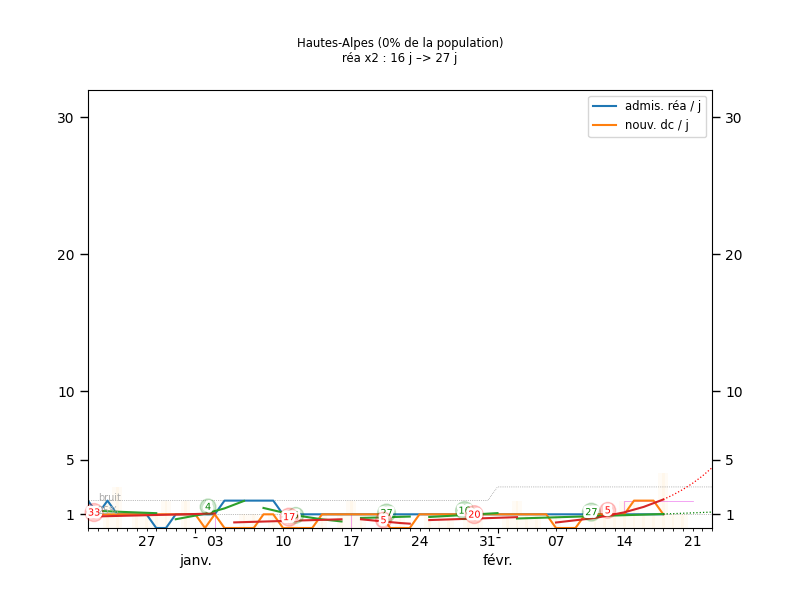 Hautes-Alpes (0% de la population)
réa x2 : 16 j –> 27 j
admis. réa / j
nouv. dc / j
30 30
20 20
10 10
5 5
1 1
bruit
33 4 17 5 20 27 5
27 - 03 10 17 24 31 - 07 14 21
janv. févr.